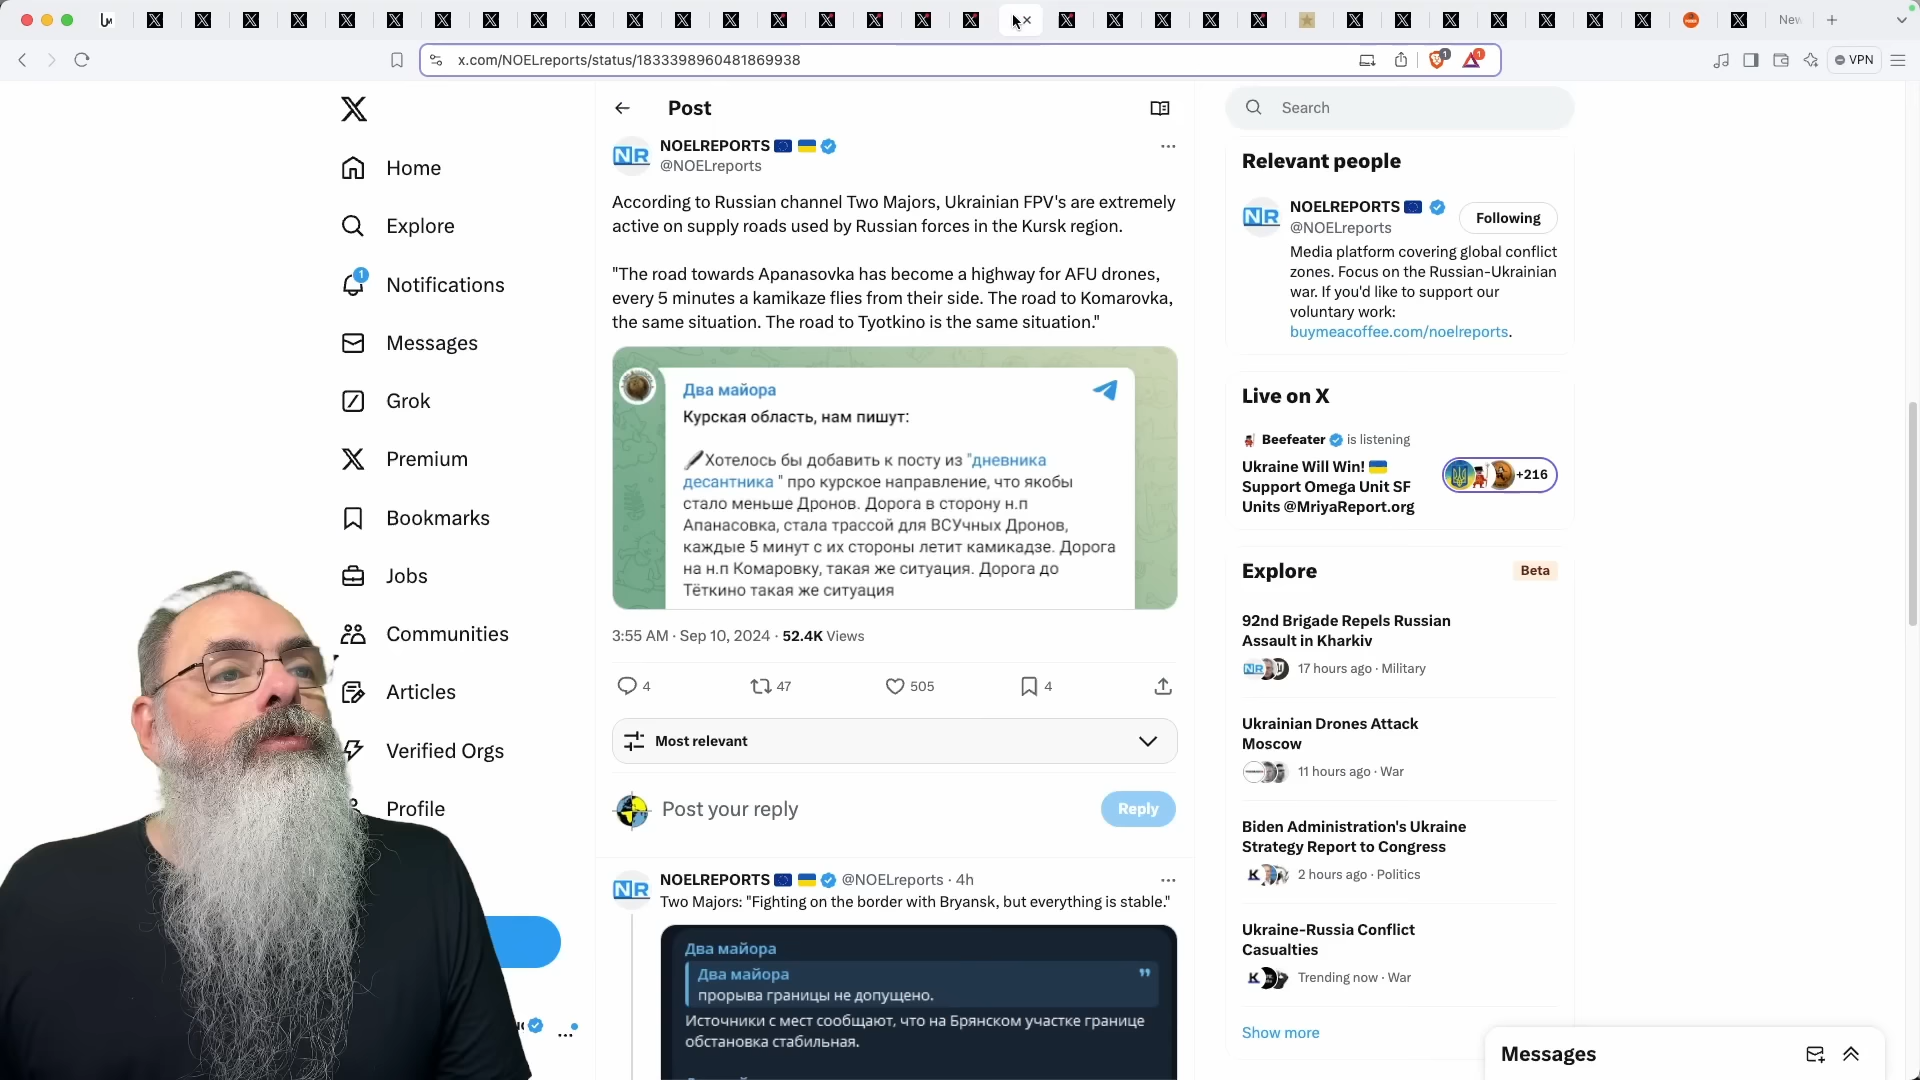 New
x.com/NOELreports/status/1833398960481869938
1
1
VPN
Home
Explore
1
Notifications
Messages
Grok
Premium
Bookmarks
Jobs
Communities
Articles
Verified Orgs
Profile
Post
NR
NOELREPORTS
@NOELreports
According to Russian channel Two Majors, Ukrainian FPV's are extremely
active on supply roads used by Russian forces in the Kursk region.
"The road towards Apanasovka has become a highway for AFU drones,
every 5 minutes a kamikaze flies from their side. The road to Komarovka,
the same situation. The road to Tyotkino is the same situation."
Два майора
Курская область, нам пишут:
Хотелось бы добавить к посту из "дневника
десантника " про курское направление, что якобы
стало меньше Дронов. Дорога в сторону н.п
Апанасовка, стала трассой для ВСУчных Дронов,
каждые 5 минут с их стороны летит камикадзе. Дорога
на н.п Комаровку, такая же ситуация. Дорога до
Тёткино такая же ситуация
3:55 AM · Sep 10, 2024 · 52.4K Views
4
47
505
4
Most relevant
Post your reply
Reply
NR
NOELREPORTS @NOELreports · 4h
Two Majors: "Fighting on the border with Bryansk, but everything is stable."
Два майора
Два майора
прорыва границы не допущено.
Источники с мест сообщают, что на Брянском участке границе
обстановка стабильная.
Search
Relevant people
NR
NOELREPORTS
@NOELreports
Following
Media platform covering global conflict
zones. Focus on the Russian-Ukrainian
war. If you'd like to support our
voluntary work:
buymeacoffee.com/noelreports.
Live on X
Beefeater is listening
Ukraine Will Win!
Support Omega Unit SF
Units @MriyaReport.org
+216
Explore
Beta
92nd Brigade Repels Russian
Assault in Kharkiv
NR
17 hours ago · Military
Ukrainian Drones Attack
Moscow
11 hours ago · War
Biden Administration's Ukraine
Strategy Report to Congress
K
2 hours ago · Politics
Ukraine-Russia Conflict
Casualties
K
Trending now · War
Show more
Messages